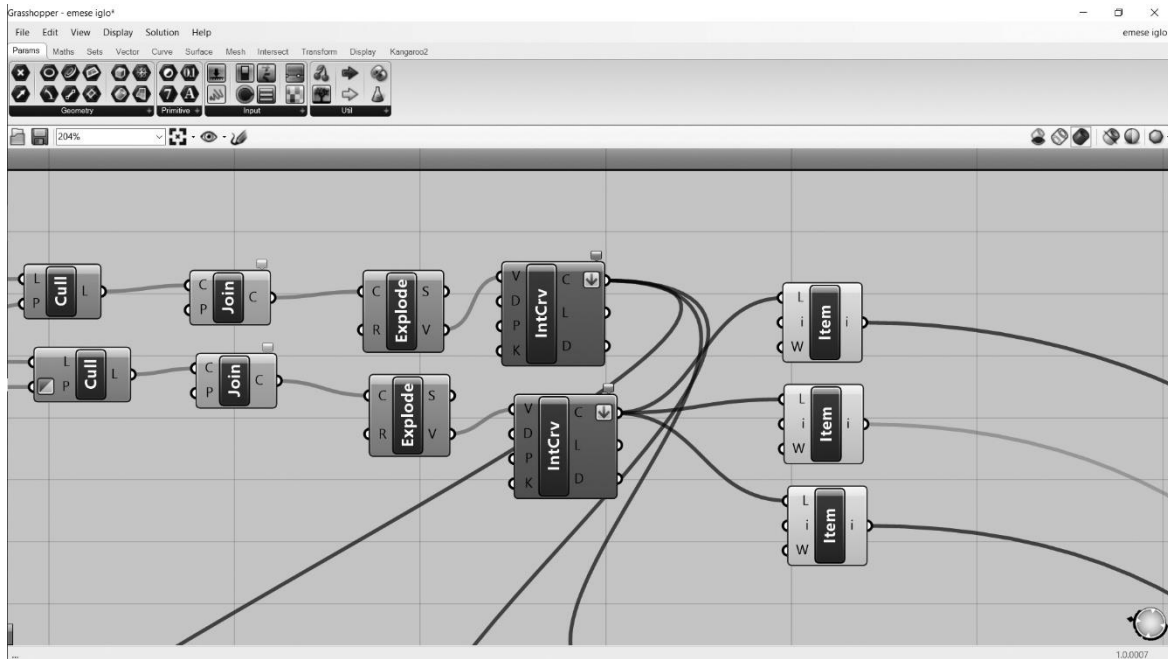 Grasshopper - emese iglo*
File Edit View Display Solution Help emese iglo
Params Maths Sets Vector Curve Surface Mesh Intersect Transform Display Kangaroo2
Geometry + Primitive + Input + Util +
204%
L P Cull L
C P Join C
C R Explode S V
V D P K IntCrv C L D
L i W Item i
L P Cull L
C P Join C
C R Explode S V
V D P K IntCrv C L D
L i W Item i
L i W Item i
... 1.0.0007